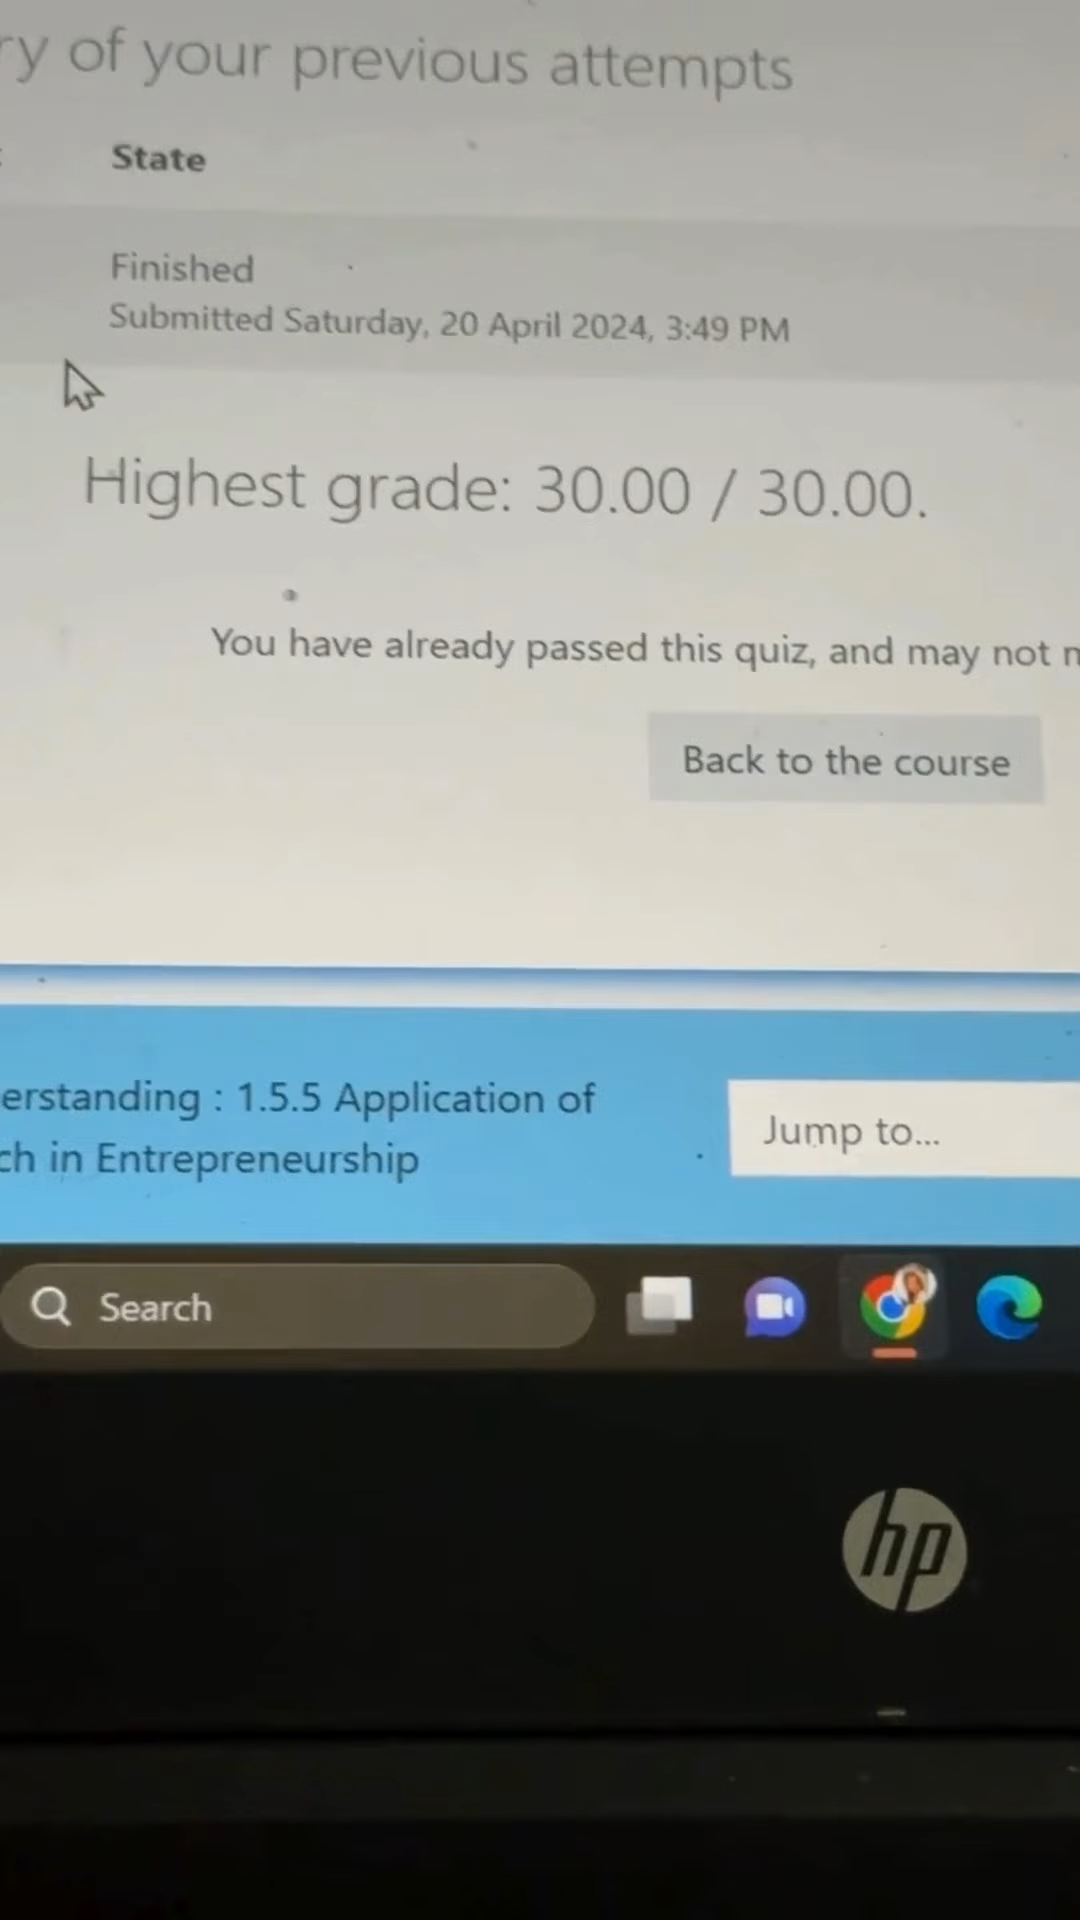 of your previous attempts
State
Finished
Submitted Saturday, 20 April 2024, 3:49 PM
Highest grade: 30.00 / 30.00.
You have already passed this quiz, and may not
Back to the course
erstanding : 1.5.5 Application of
ch in Entrepreneurship
Jump to...
Search
hp